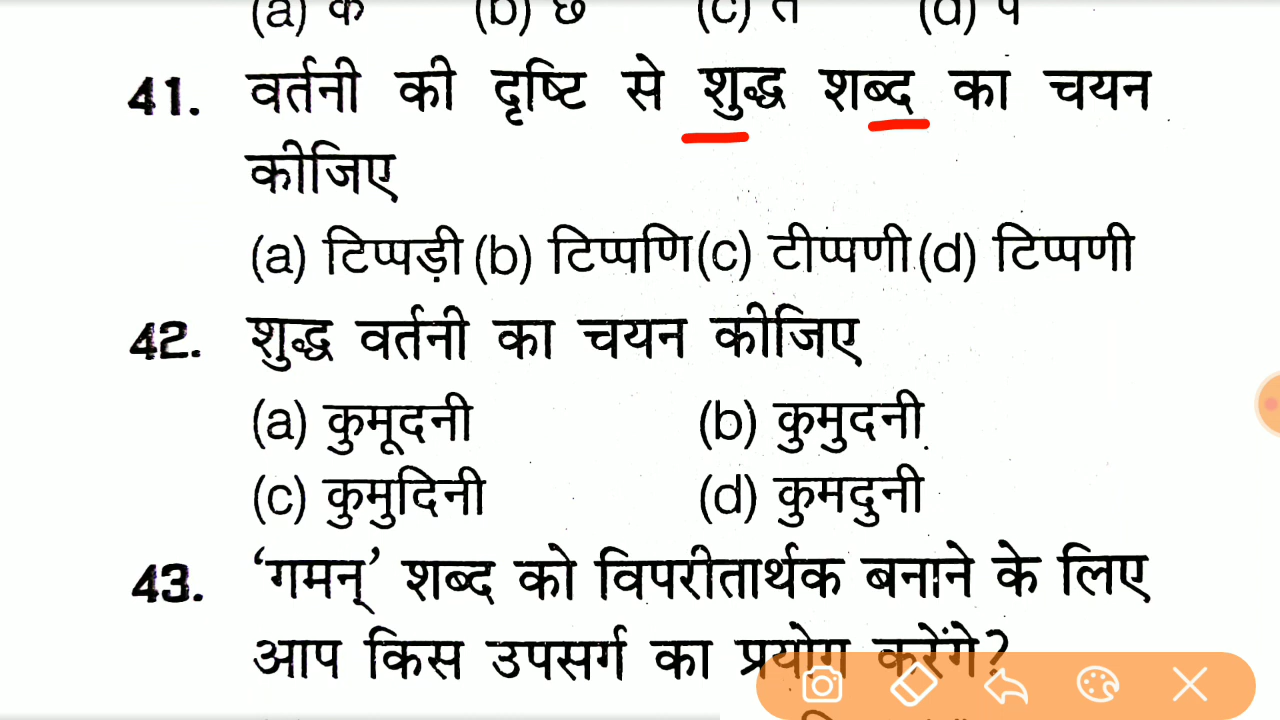 (a) क (b) छ (c) त (d) प
41. वर्तनी की दृष्टि से शुद्ध शब्द का चयन
कीजिए
(a) टिप्पड़ी (b) टिप्पणि (c) टीप्पणी (d) टिप्पणी
42. शुद्ध वर्तनी का चयन कीजिए
(a) कुमूदनी (b) कुमुदनी
(c) कुमुदिनी (d) कुमदुनी
43. ‘गमन्’ शब्द को विपरीतार्थक बनाने के लिए
आप किस उपसर्ग का प्रयोग करेंगे?